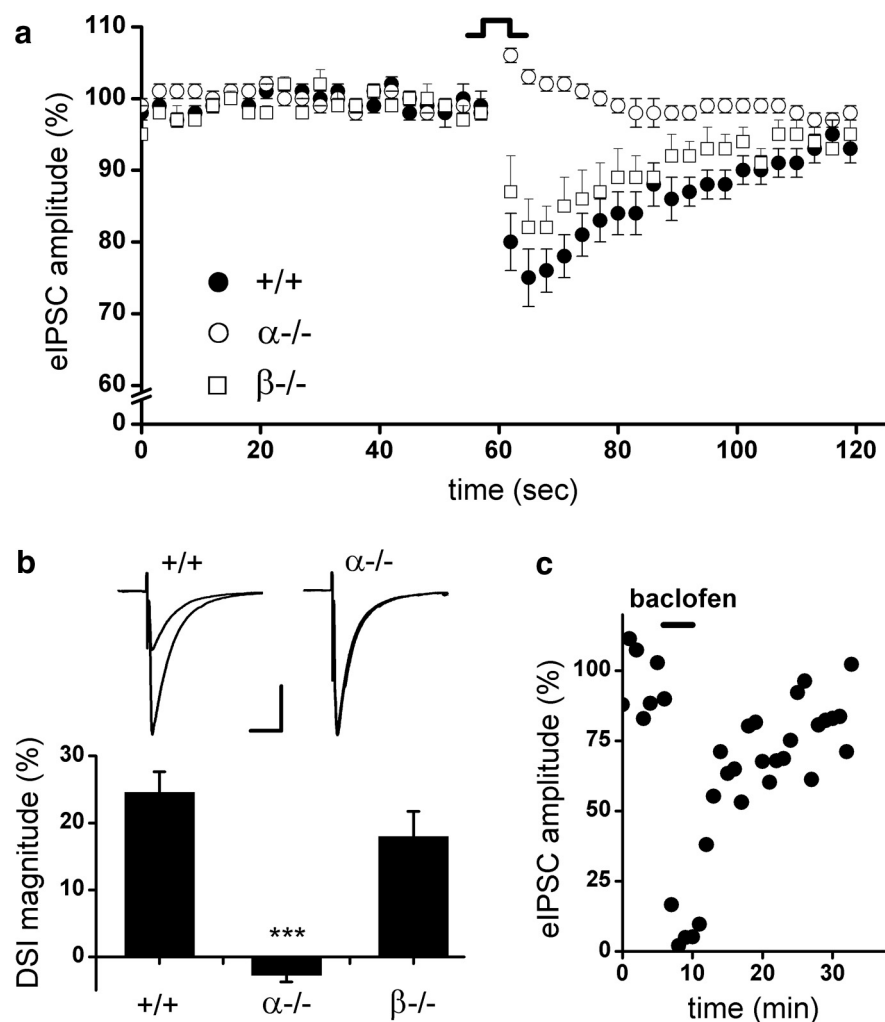 a
110
100
90
80
70
60
0
eIPSC amplitude (%)
+/+
α-/-
β-/-
0 20 40 60 80 100 120
time (sec)
b
+/+ α-/-
30
20
10
0
DSI magnitude (%)
***
+/+ α-/- β-/-
c
baclofen
100
75
50
25
0
eIPSC amplitude (%)
0 10 20 30
time (min)